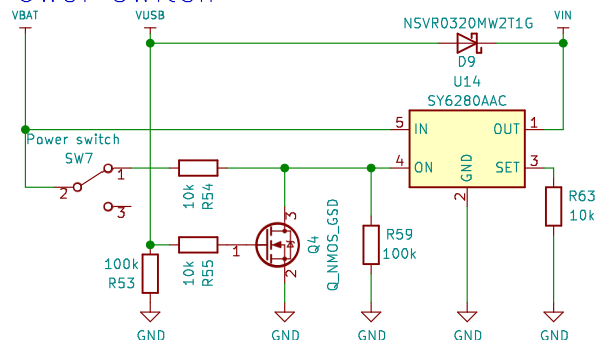 VBAT
VUSB
NSVR0320MW2T1G
VIN
D9
U14
SY6280AAC
5 IN OUT 1
Power switch
SW7
1
2
3
10k
R54
4 ON SET 3
GND
2
R63
10k
3
Q4
Q_NMOS_GSD
1
2
R59
100k
10k
R55
100k
R53
GND
GND
GND
GND
GND